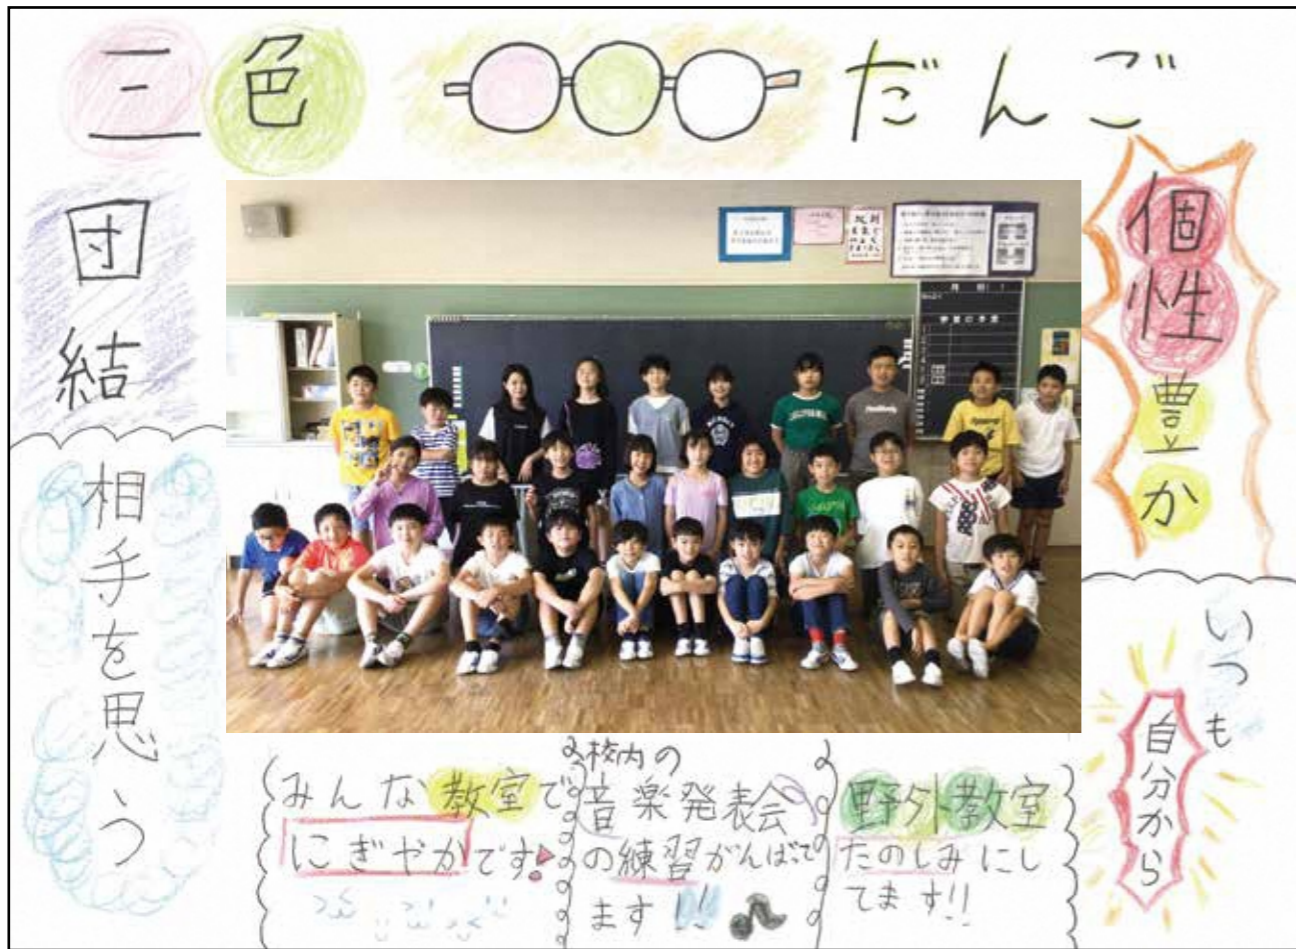 三色
だんご
団結
相手を思う
個性豊か
いつも
自分から
みんな教室で
にぎやかです!
校内の
音楽発表会
の練習がんばって
ます!!
野外教室
たのしみにし
てます!!